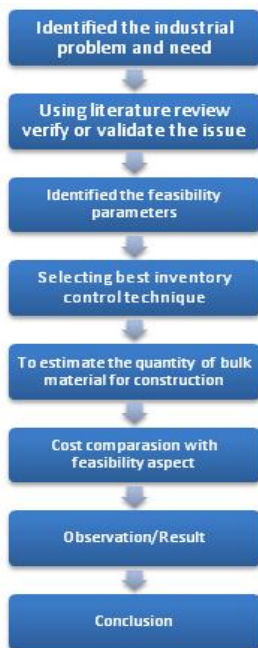 Identified the industrial
problem and need
Using literature review
verify or validate the issue
Identified the feasibility
parameters
Selecting best inventory
control technique
To estimate the quantity of bulk
material for construction
Cost comparasion with
feasibility aspect
Observation/Result
Conclusion